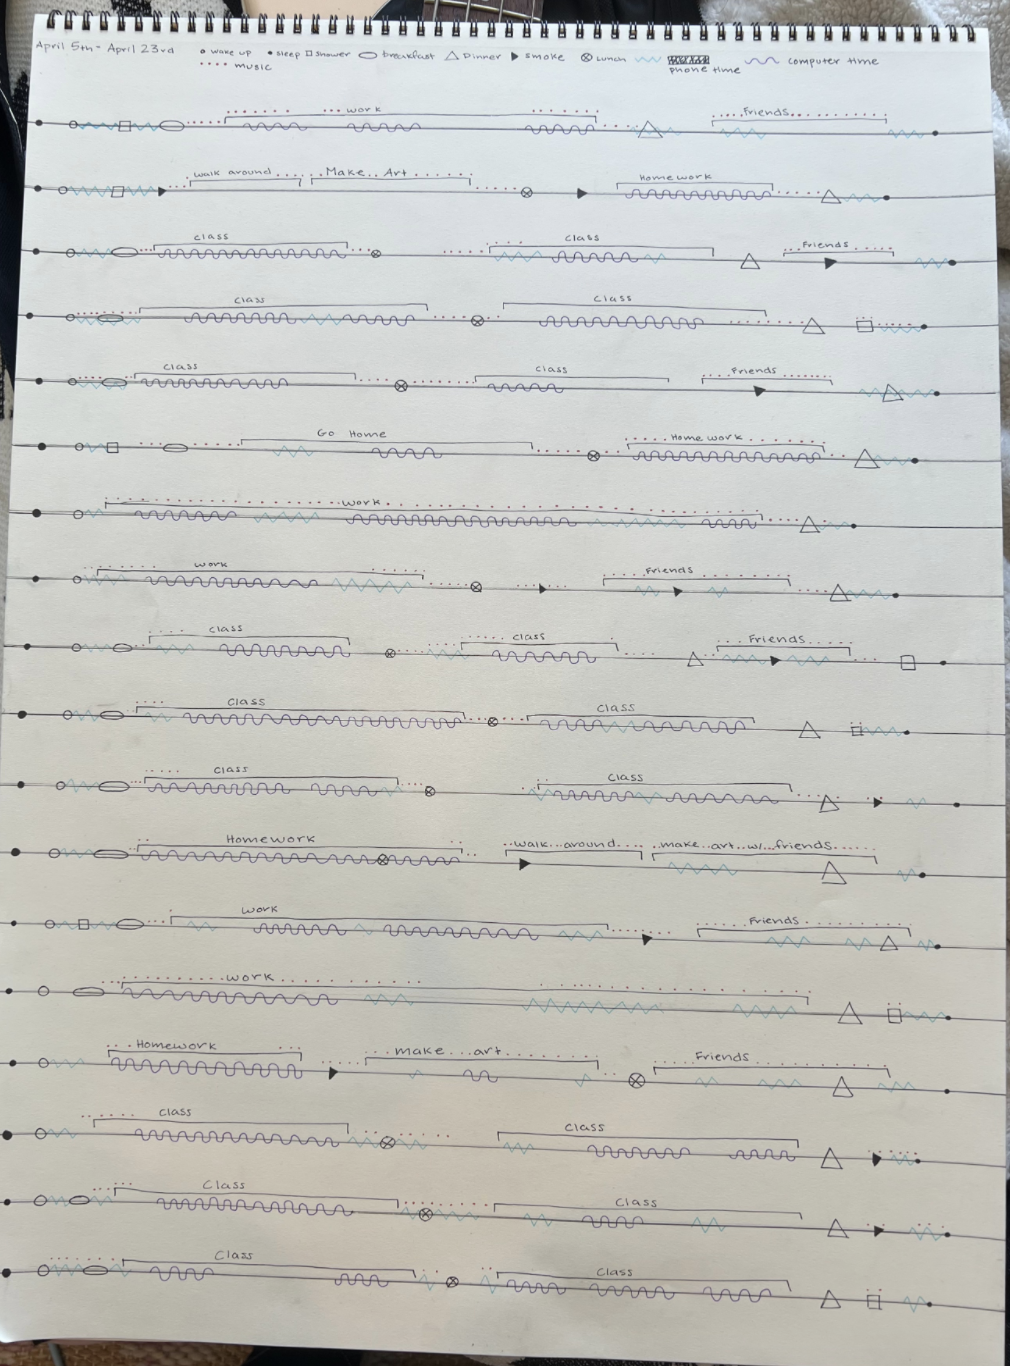 April 5th - April 23rd
wake up sleep shower breakfast Dinner smoke Lunch phone time computer time
music
work Friends
walk around Make Art Homework
class class Friends
class class
class class Friends
Go Home Home work
work
work Friends
class class Friends
class class
class class
Homework walk around make art w/ friends
work Friends
work
Homework make art Friends
class class
class class
class class